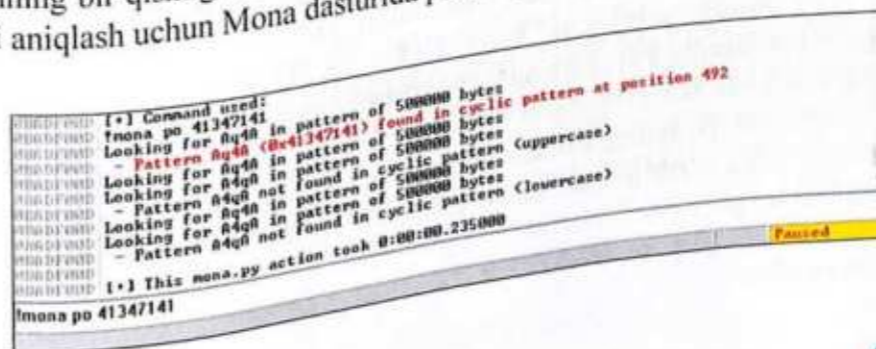 bir
aniqlash uchun Mona dasturida
[+] Command used:
!mona po 41347141
Looking for Aq4A in pattern of 500000 bytes
- Pattern Aq4A (0x41347141) found in cyclic pattern at position 492
Looking for Aq4A in pattern of 500000 bytes
Looking for A4qA in pattern of 500000 bytes
- Pattern A4qA not found in cyclic pattern (uppercase)
Looking for Aq4A in pattern of 500000 bytes
Looking for A4qA in pattern of 500000 bytes
- Pattern A4qA not found in cyclic pattern (lowercase)
[+] This mona.py action took 0:00:00.235000
!mona po 41347141
Paused